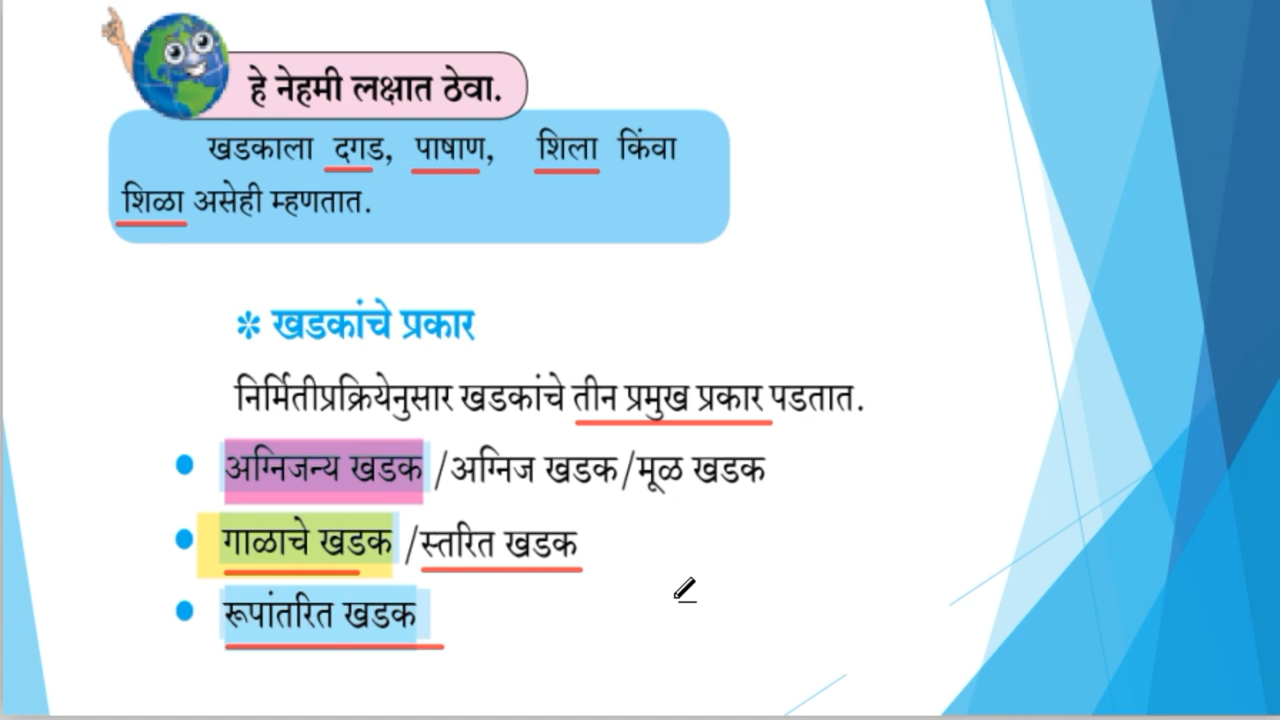 हे नेहमी लक्षात ठेवा.
खडकाला दगड, पाषाण, शिला किंवा
शिळा असेही म्हणतात.
* खडकांचे प्रकार
निर्मितीप्रक्रियेनुसार खडकांचे तीन प्रमुख प्रकार पडतात.
• अग्निजन्य खडक /अग्निज खडक/मूळ खडक
• गाळाचे खडक /स्तरित खडक
• रूपांतरित खडक